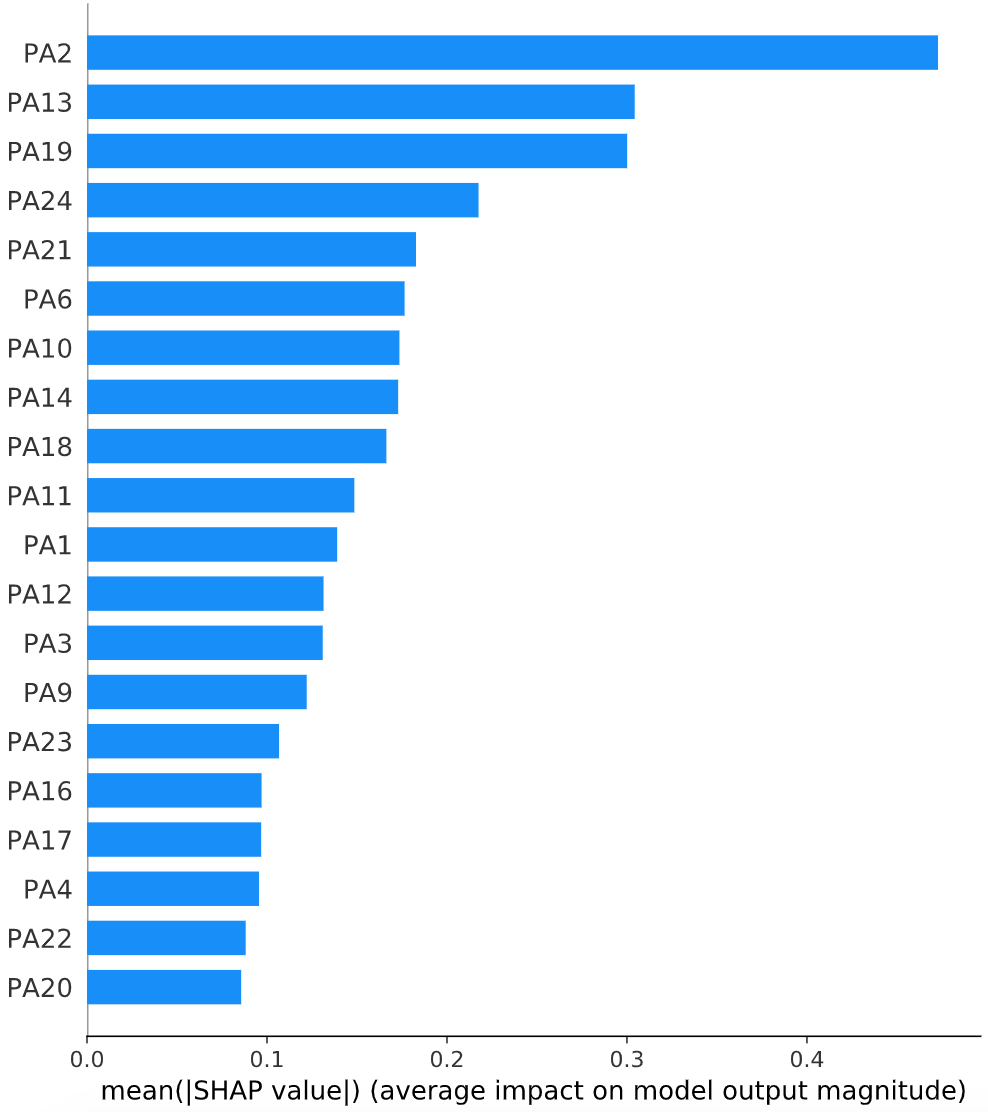 PA2
PA13
PA19
PA24
PA21
PA6
PA10
PA14
PA18
PA11
PA1
PA12
PA3
PA9
PA23
PA16
PA17
PA4
PA22
PA20
0.0 0.1 0.2 0.3 0.4
mean(|SHAP value|) (average impact on model output magnitude)